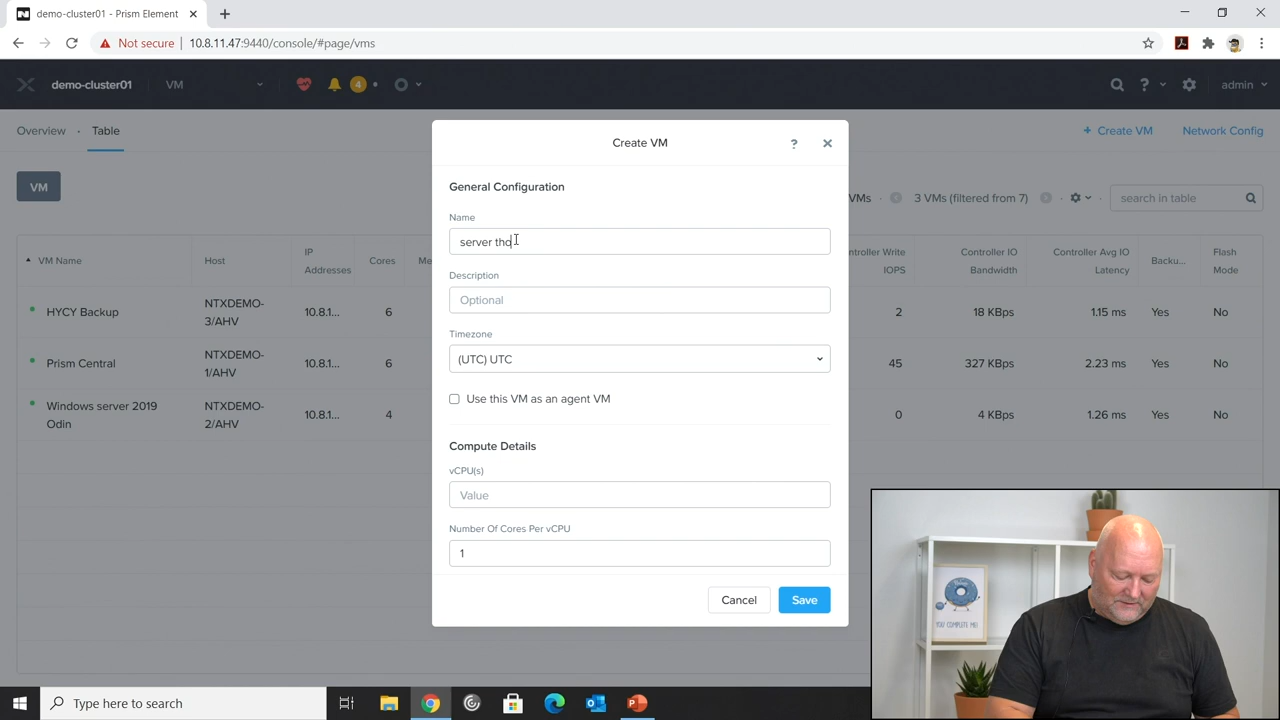 demo-cluster01 - Prism Element
Not secure
10.8.11.47:9440/console/#page/vms
demo-cluster01
VM
4
?
admin
Overview
Table
+ Create VM
Network Config
VM
VMs
3 VMs (filtered from 7)
search in table
VM Name
Host
IP Addresses
Cores
Me
ntroller Write IOPS
Controller IO Bandwidth
Controller Avg IO Latency
Backu...
Flash Mode
HYCY Backup
NTXDEMO-3/AHV
10.8.1...
6
2
18 KBps
1.15 ms
Yes
No
Prism Central
NTXDEMO-1/AHV
10.8.1...
6
45
327 KBps
2.23 ms
Yes
No
Windows server 2019 Odin
NTXDEMO-2/AHV
10.8.1...
4
0
4 KBps
1.26 ms
Yes
No
Create VM
?
General Configuration
Name
server tho
Description
Optional
Timezone
(UTC) UTC
Use this VM as an agent VM
Compute Details
vCPU(s)
Value
Number Of Cores Per vCPU
1
Cancel
Save
YOU COMPLETE ME!
Type here to search